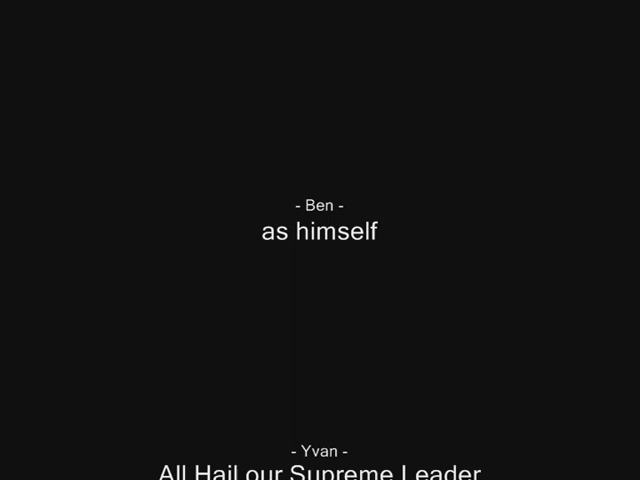 - Ben -
as himself
- Yvan -
All Hail our Supreme Leader